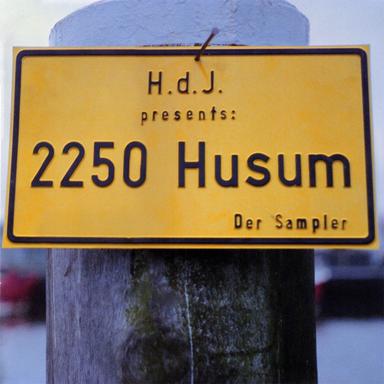 H.d.J.
presents:
2250 Husum
Der Sampler